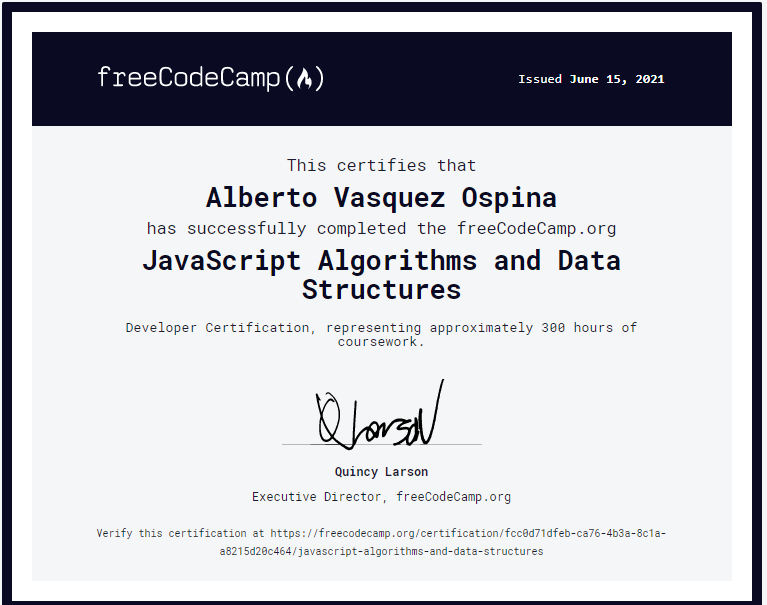 freeCodeCamp
Issued June 15, 2021
This certifies that
Alberto Vasquez Ospina
has successfully completed the freeCodeCamp.org
JavaScript Algorithms and Data
Structures
Developer Certification, representing approximately 300 hours of
coursework.
Q Larson
Quincy Larson
Executive Director, freeCodeCamp.org
Verify this certification at https://freecodecamp.org/certification/fcc0d71dfeb-ca76-4b3a-8c1a-
a8215d20c464/javascript-algorithms-and-data-structures